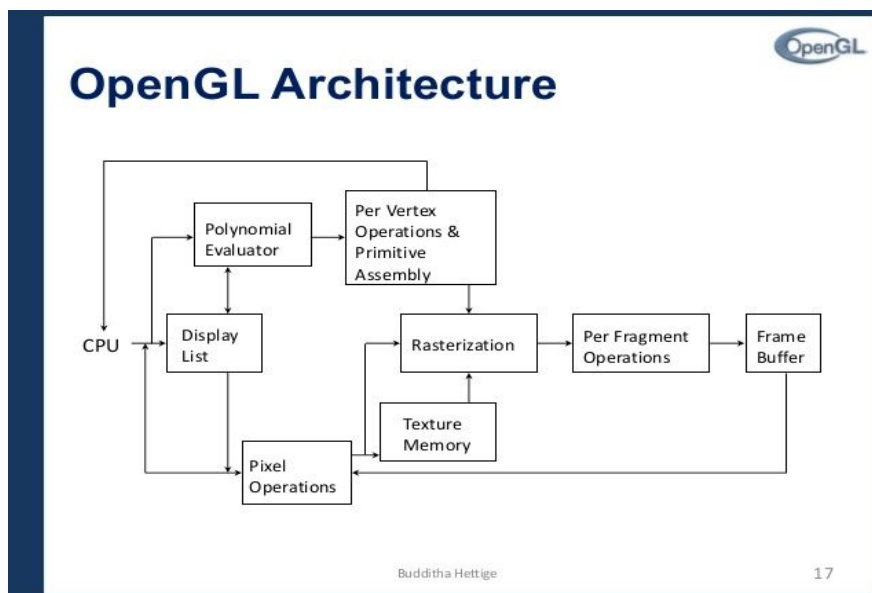 OpenGL
OpenGL Architecture
Per Vertex
Operations &
Primitive
Assembly
Polynomial
Evaluator
CPU
Display
List
Rasterization
Per Fragment
Operations
Frame
Buffer
Texture
Memory
Pixel
Operations
Budditha Hettige
17